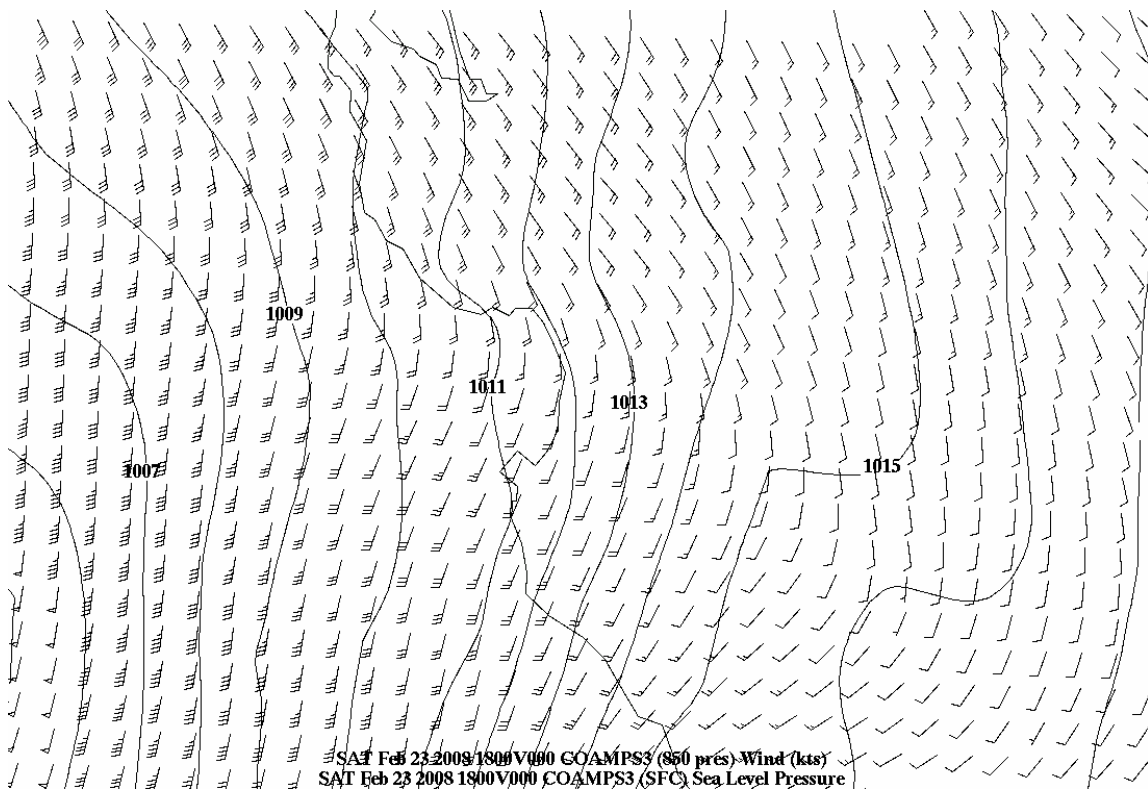 1009
1011
1013
1007
1015
SAT Feb 23 2008 1800V000 COAMPS3 (850 pres) Wind (kts)
SAT Feb 23 2008 1800V000 COAMPS3 (SFC) Sea Level Pressure